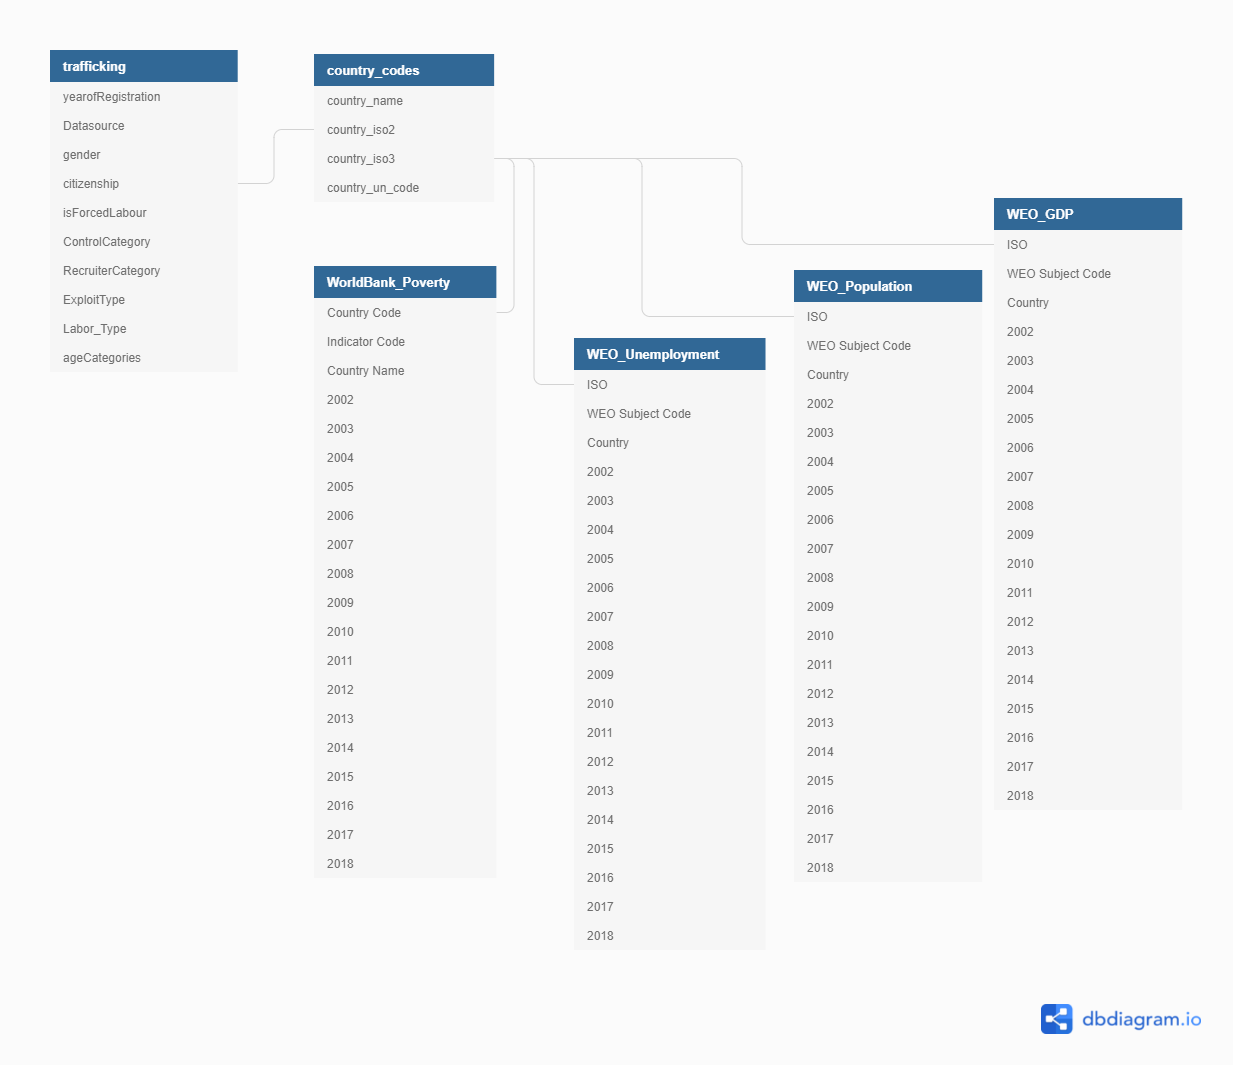 trafficking
yearofRegistration
Datasource
gender
citizenship
isForcedLabour
ControlCategory
RecruiterCategory
ExploitType
Labor_Type
ageCategories
country_codes
country_name
country_iso2
country_iso3
country_un_code
WorldBank_Poverty
Country Code
Indicator Code
Country Name
2002
2003
2004
2005
2006
2007
2008
2009
2010
2011
2012
2013
2014
2015
2016
2017
2018
WEO_Unemployment
ISO
WEO Subject Code
Country
2002
2003
2004
2005
2006
2007
2008
2009
2010
2011
2012
2013
2014
2015
2016
2017
2018
WEO_Population
ISO
WEO Subject Code
Country
2002
2003
2004
2005
2006
2007
2008
2009
2010
2011
2012
2013
2014
2015
2016
2017
2018
WEO_GDP
ISO
WEO Subject Code
Country
2002
2003
2004
2005
2006
2007
2008
2009
2010
2011
2012
2013
2014
2015
2016
2017
2018
dbdiagram.io